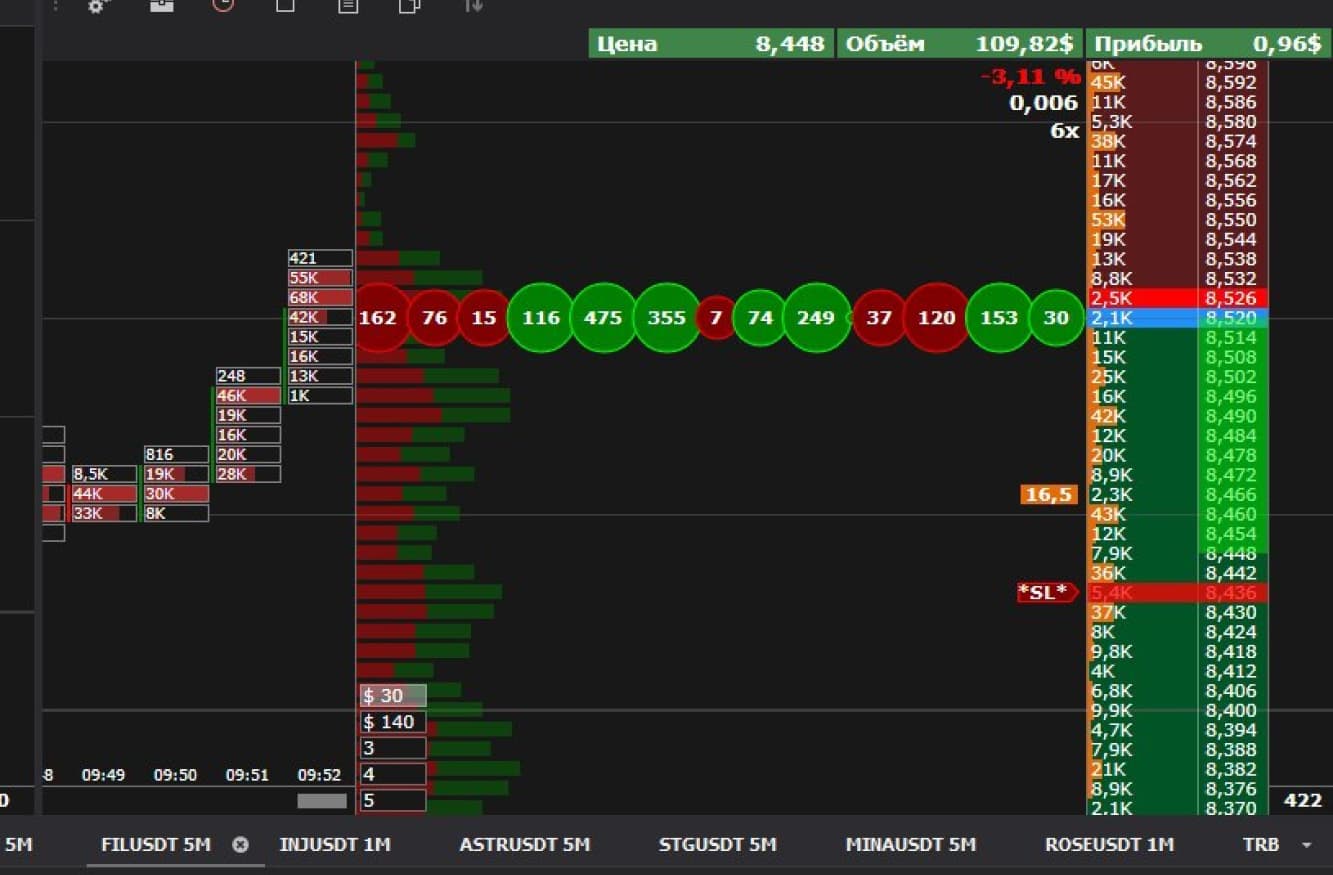 Цена 8,448 Объём 109,82$ Прибыль 0,96$
-3,11 %
0,006
6x
6K 8,598
45K 8,592
11K 8,586
5,3K 8,580
38K 8,574
11K 8,568
17K 8,562
16K 8,556
53K 8,550
19K 8,544
13K 8,538
8,8K 8,532
2,5K 8,526
2,1K 8,520
11K 8,514
15K 8,508
25K 8,502
16K 8,496
42K 8,490
12K 8,484
20K 8,478
8,9K 8,472
2,3K 8,466
43K 8,460
12K 8,454
7,9K 8,448
36K 8,442
5,4K 8,436
37K 8,430
8K 8,424
9,8K 8,418
4K 8,412
6,8K 8,406
9,9K 8,400
4,7K 8,394
7,9K 8,388
21K 8,382
8,9K 8,376
2,1K 8,370
162 76 15 116 475 355 7 74 249 37 120 153 30
16,5
*SL*
8,5K
44K
33K
816
19K
30K
8K
248
46K
19K
16K
20K
28K
421
55K
68K
42K
15K
16K
13K
1K
$ 30
$ 140
3
4
5
8 09:49 09:50 09:51 09:52
0
422
5M FILUSDT 5M INJUSDT 1M ASTRUSDT 5M STGUSDT 5M MINAUSDT 5M ROSEUSDT 1M TRB